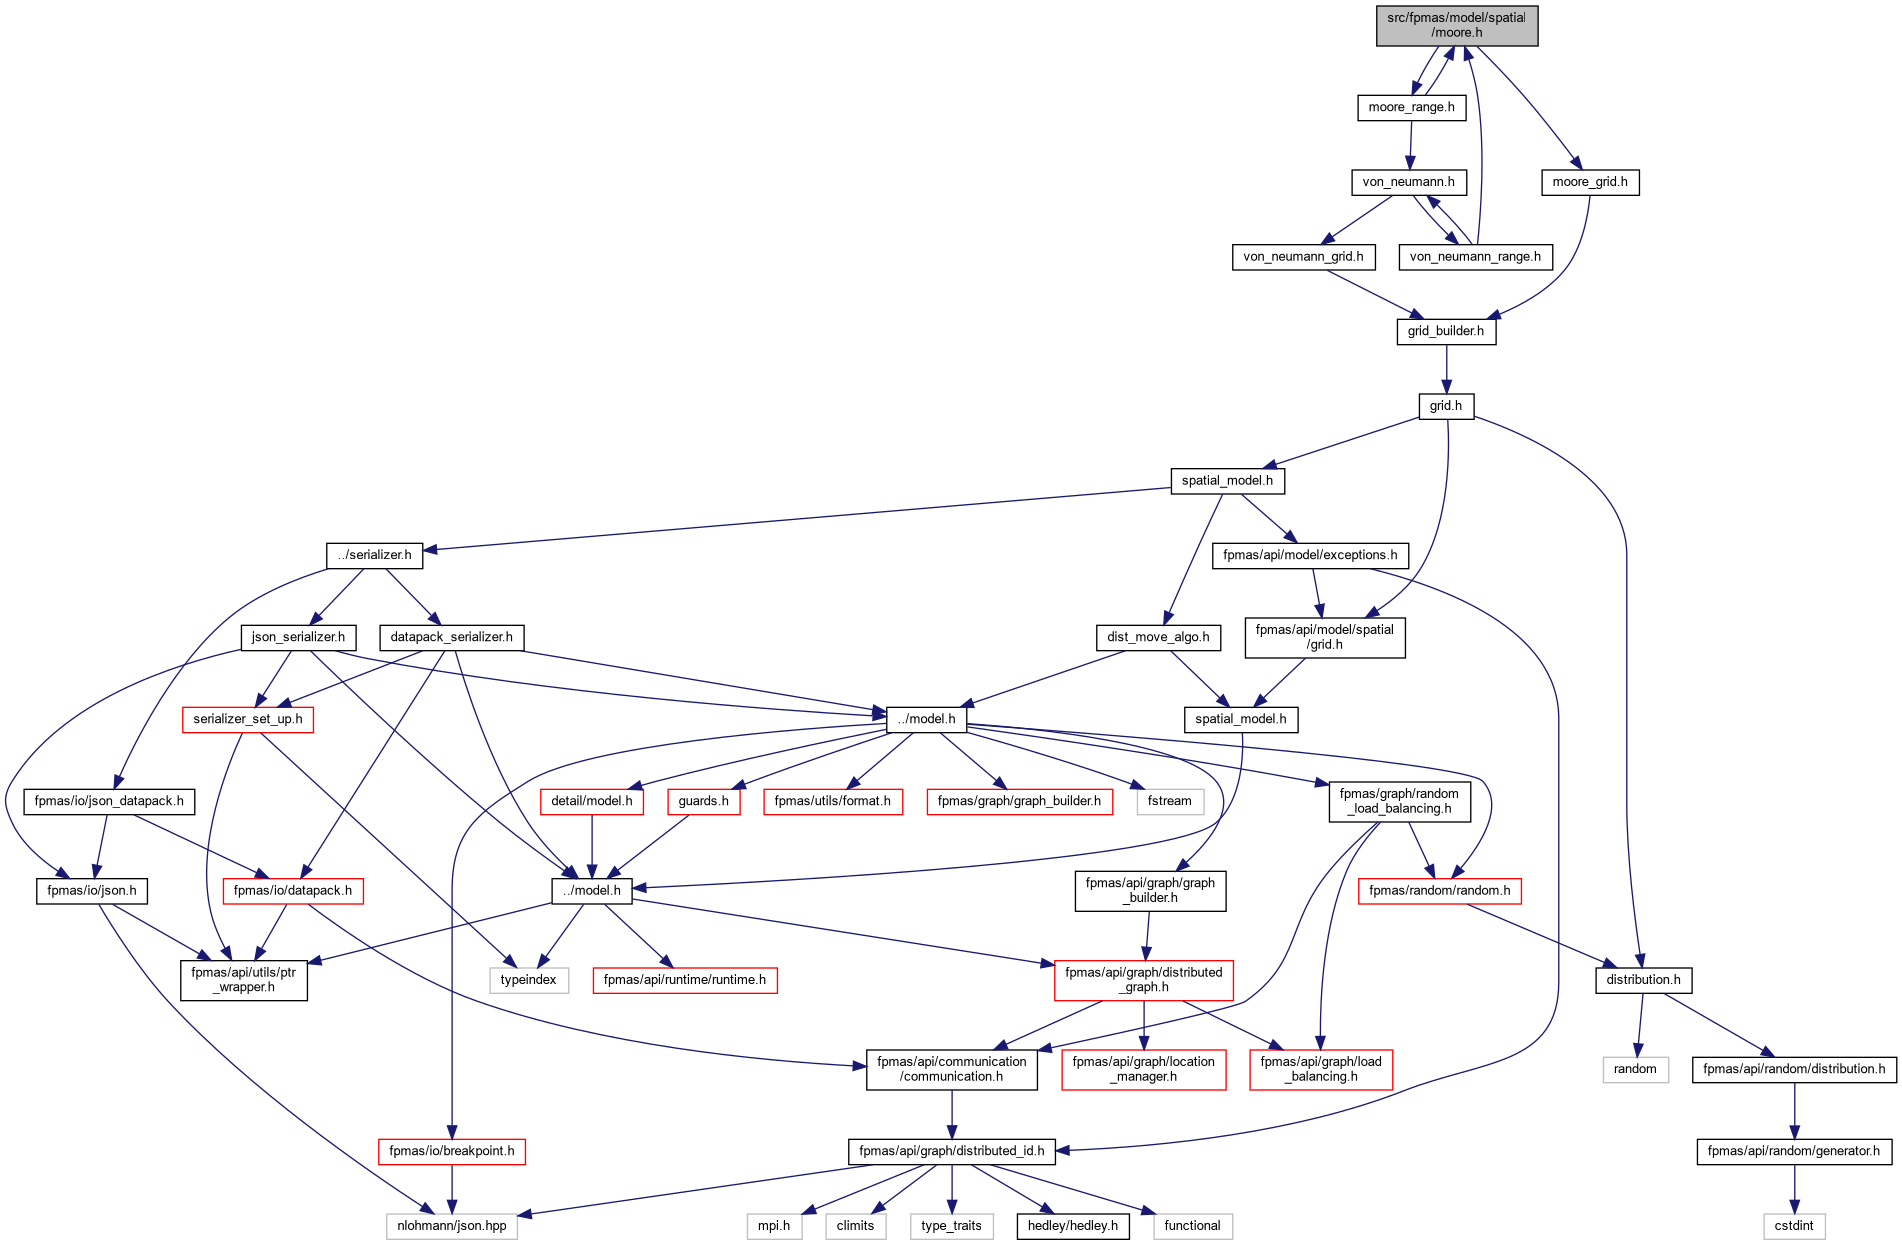 src/fpmas/model/spatial
/moore.h
moore_range.h
von_neumann.h
moore_grid.h
von_neumann_grid.h
von_neumann_range.h
grid_builder.h
grid.h
spatial_model.h
../serializer.h
fpmas/api/model/exceptions.h
json_serializer.h
datapack_serializer.h
dist_move_algo.h
fpmas/api/model/spatial
/grid.h
serializer_set_up.h
../model.h
spatial_model.h
fpmas/io/json_datapack.h
detail/model.h
guards.h
fpmas/utils/format.h
fpmas/graph/graph_builder.h
fstream
fpmas/graph/random
_load_balancing.h
fpmas/io/json.h
fpmas/io/datapack.h
../model.h
fpmas/api/graph/graph
_builder.h
fpmas/random/random.h
fpmas/api/utils/ptr
_wrapper.h
typeindex
fpmas/api/runtime/runtime.h
fpmas/api/graph/distributed
_graph.h
distribution.h
fpmas/api/communication
/communication.h
fpmas/api/graph/location
_manager.h
fpmas/api/graph/load
_balancing.h
random
fpmas/api/random/distribution.h
fpmas/io/breakpoint.h
fpmas/api/graph/distributed_id.h
fpmas/api/random/generator.h
nlohmann/json.hpp
mpi.h
climits
type_traits
hedley/hedley.h
functional
cstdint